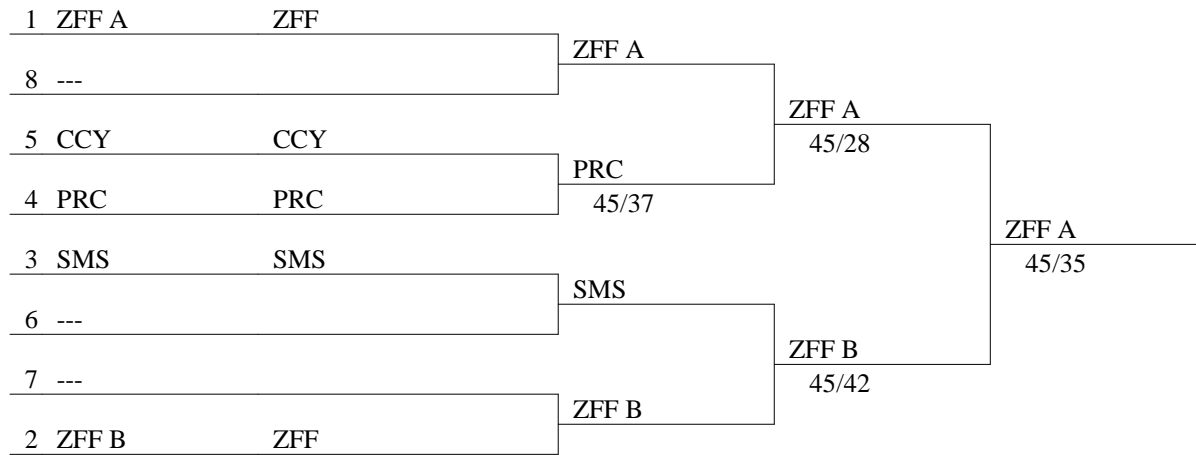 1 ZFF A ZFF
ZFF A
8 ---
ZFF A
45/28
5 CCY CCY
PRC
45/37
4 PRC PRC
ZFF A
45/35
3 SMS SMS
SMS
6 ---
ZFF B
45/42
7 ---
ZFF B
2 ZFF B ZFF